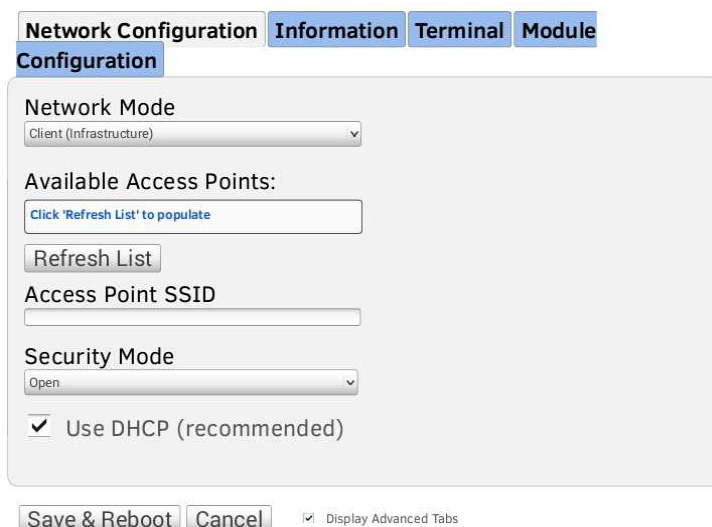 Network Configuration Information Terminal Module
Configuration
Network Mode
Client (Infrastructure)
Available Access Points:
Click 'Refresh List' to populate
Refresh List
Access Point SSID
Security Mode
Open
Use DHCP (recommended)
Save & Reboot Cancel Display Advanced Tabs